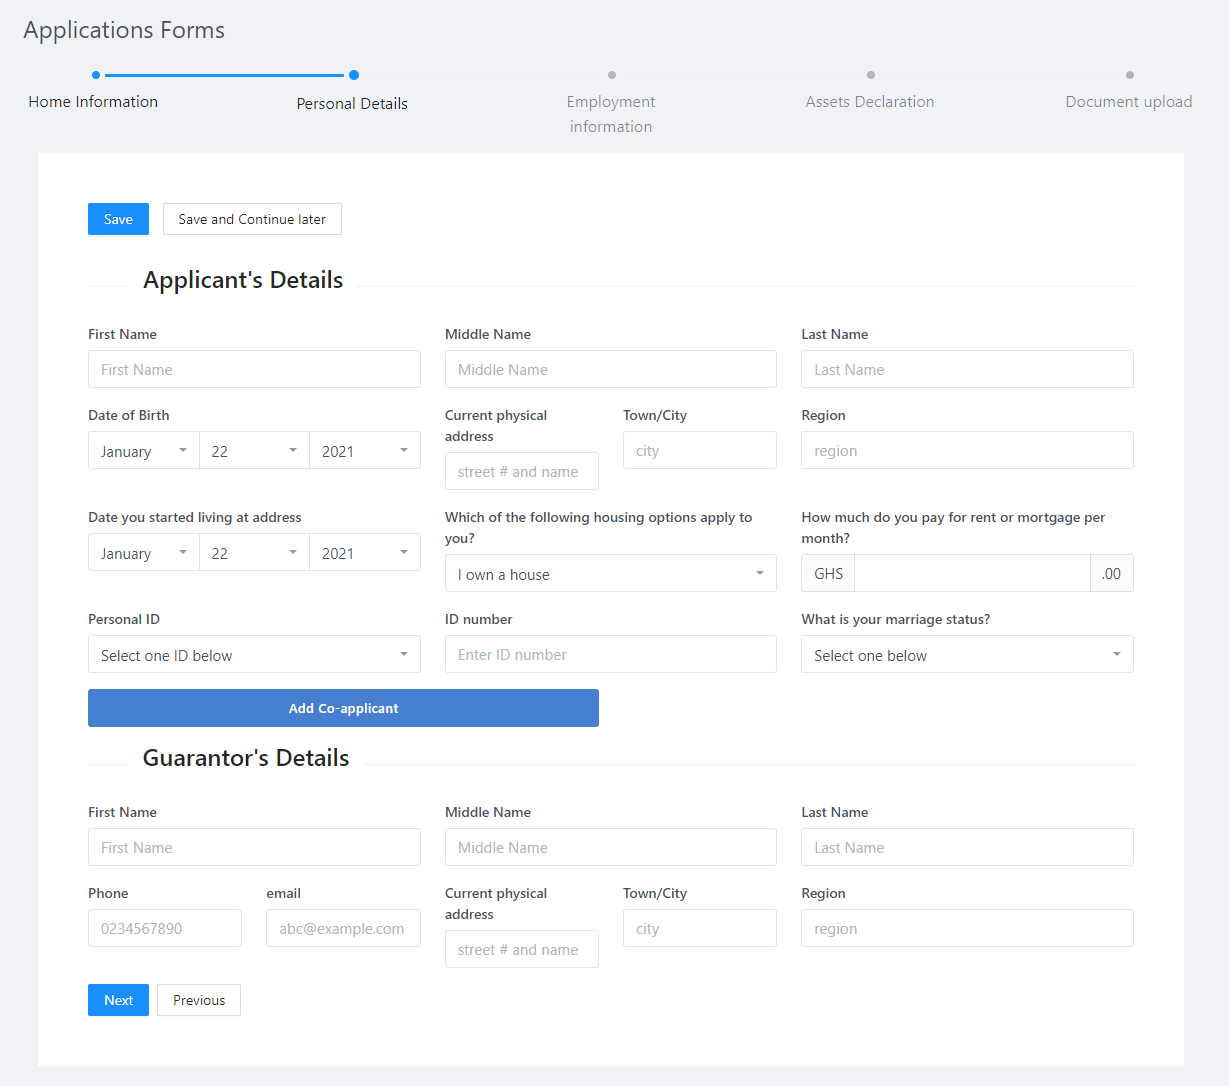 Applications Forms
Home Information
Personal Details
Employment
information
Assets Declaration
Document upload
Save
Save and Continue later
Applicant's Details
First Name
Middle Name
Last Name
First Name
Middle Name
Last Name
Date of Birth
Current physical
address
Town/City
Region
January
22
2021
street # and name
city
region
Date you started living at address
Which of the following housing options apply to
you?
How much do you pay for rent or mortgage per
month?
January
22
2021
I own a house
GHS
.00
Personal ID
ID number
What is your marriage status?
Select one ID below
Enter ID number
Select one below
Add Co-applicant
Guarantor's Details
First Name
Middle Name
Last Name
First Name
Middle Name
Last Name
Phone
email
Current physical
address
Town/City
Region
0234567890
abc@example.com
street # and name
city
region
Next
Previous